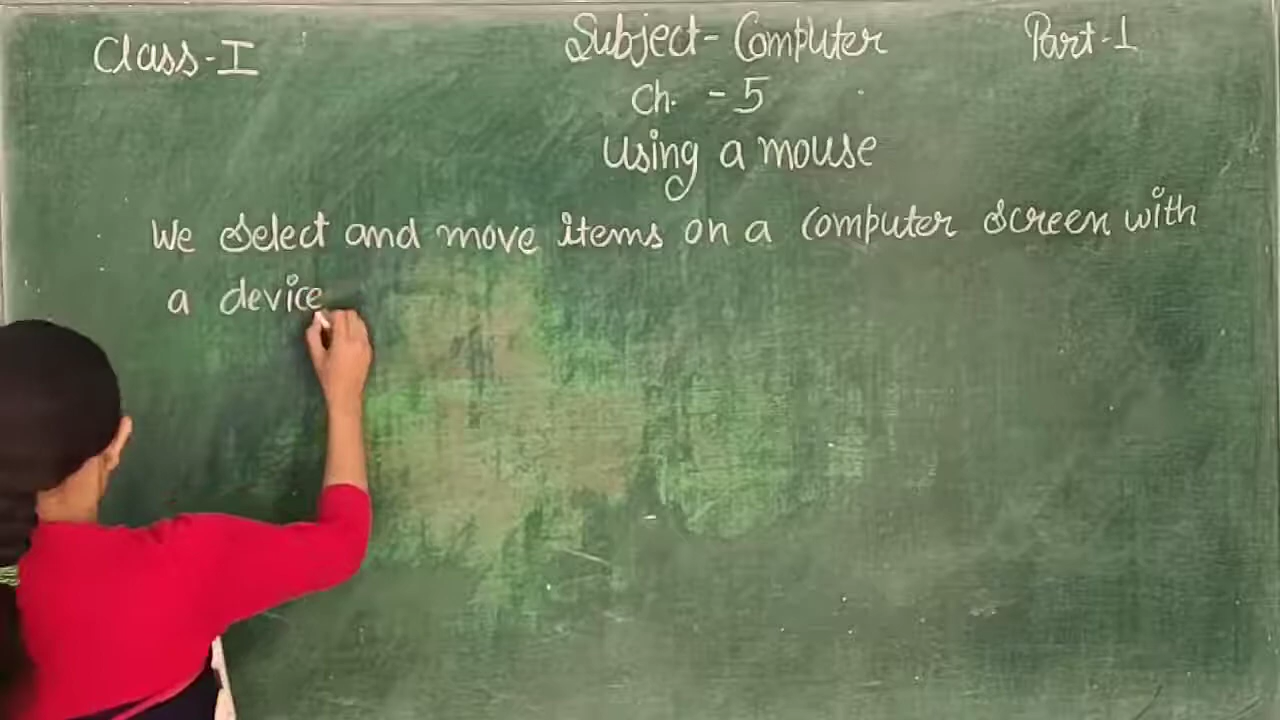 Class-I Subject-Computer Part-1
Ch. -5
Using a mouse
We select and move items on a computer screen with
a device